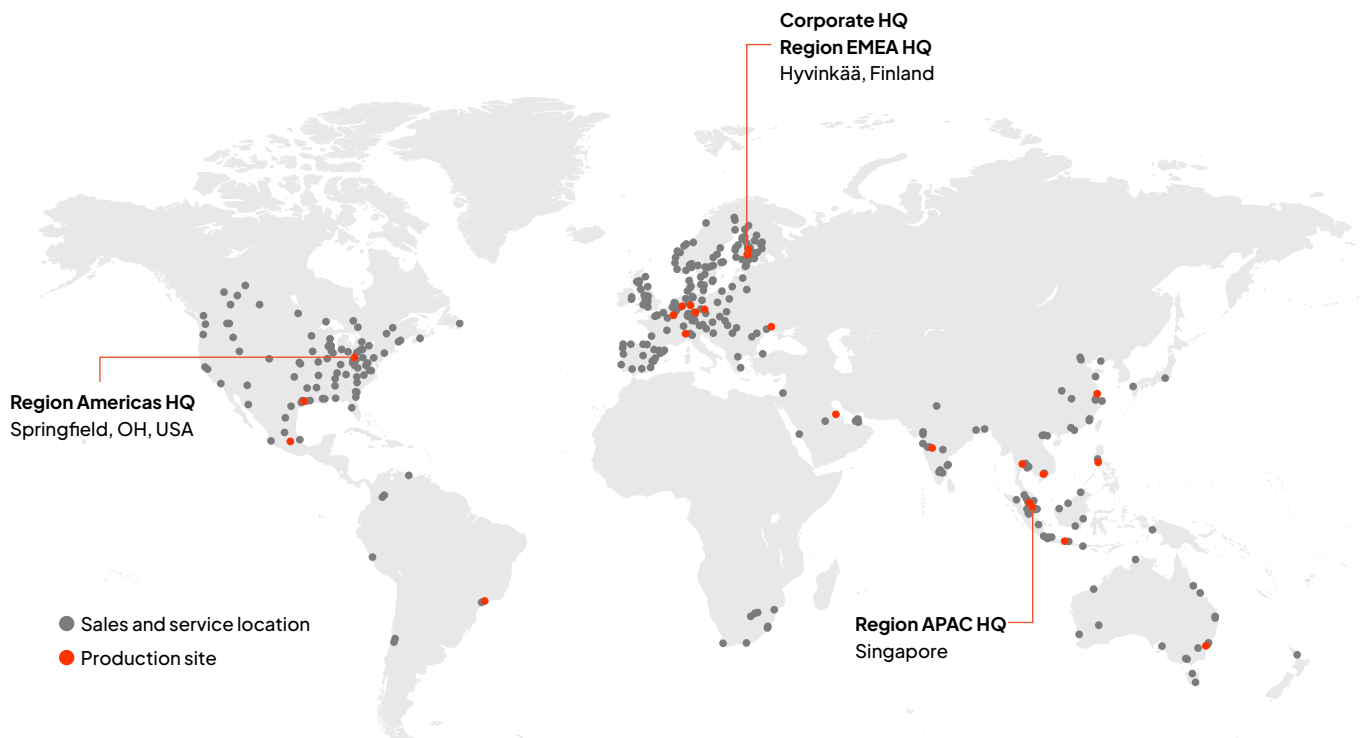 Corporate HQ
Region EMEA HQ
Hyvinkää, Finland
Region Americas HQ
Springfield, OH, USA
Region APAC HQ
Singapore
Sales and service location
Production site